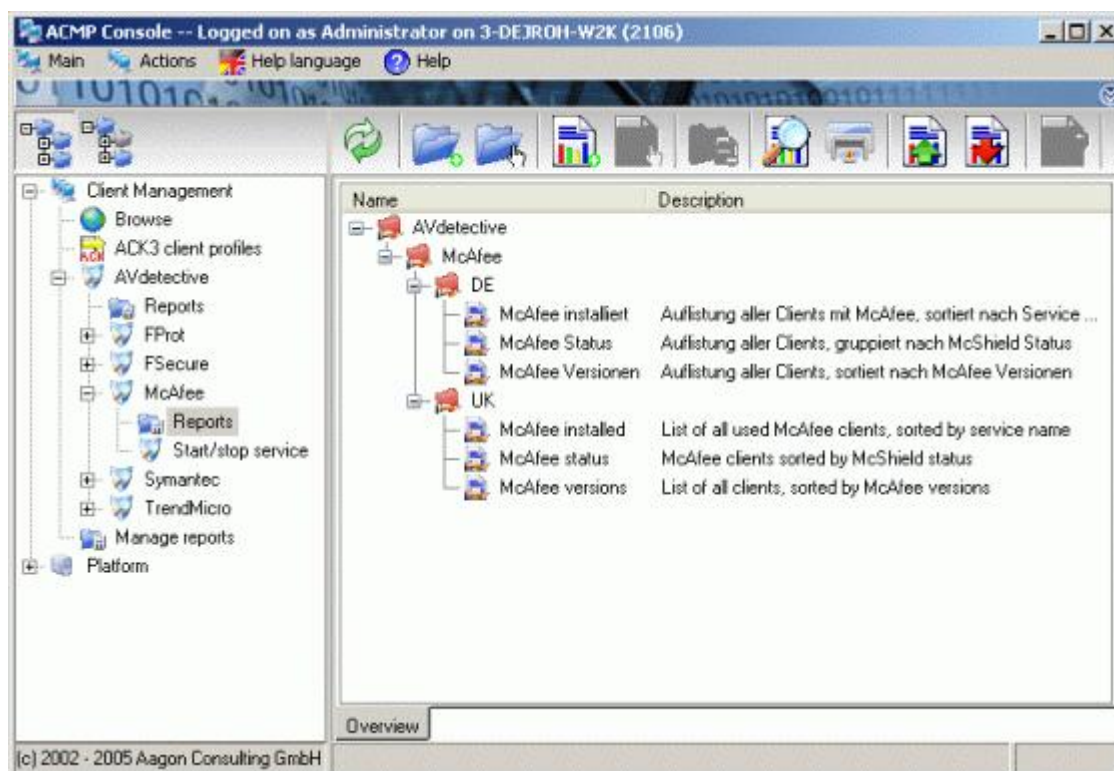 ACMP Console -- Logged on as Administrator on 3-DEJROH-W2K (2106)
Main Actions Help language Help
Client Management
Browse
ACK3 client profiles
AVdetective
Reports
FProt
FSecure
McAfee
Reports
Start/stop service
Symantec
TrendMicro
Manage reports
Platform
Name Description
AVdetective
McAfee
DE
McAfee installiert Auflistung aller Clients mit McAfee, sortiert nach Service ...
McAfee Status Auflistung aller Clients, gruppiert nach McShield Status
McAfee Versionen Auflistung aller Clients, sortiert nach McAfee Versionen
UK
McAfee installed List of all used McAfee clients, sorted by service name
McAfee status McAfee clients sorted by McShield status
McAfee versions List of all clients, sorted by McAfee versions
Overview
(c) 2002 - 2005 Aagon Consulting GmbH